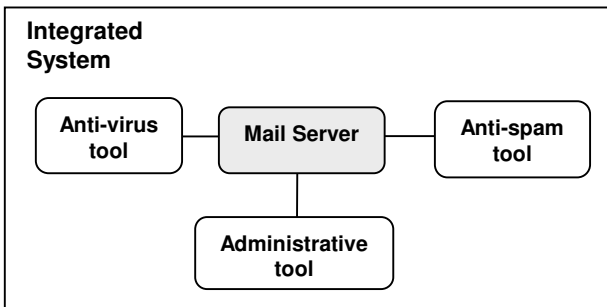 Integrated
System
Anti-virus
tool
Mail Server
Anti-spam
tool
Administrative
tool